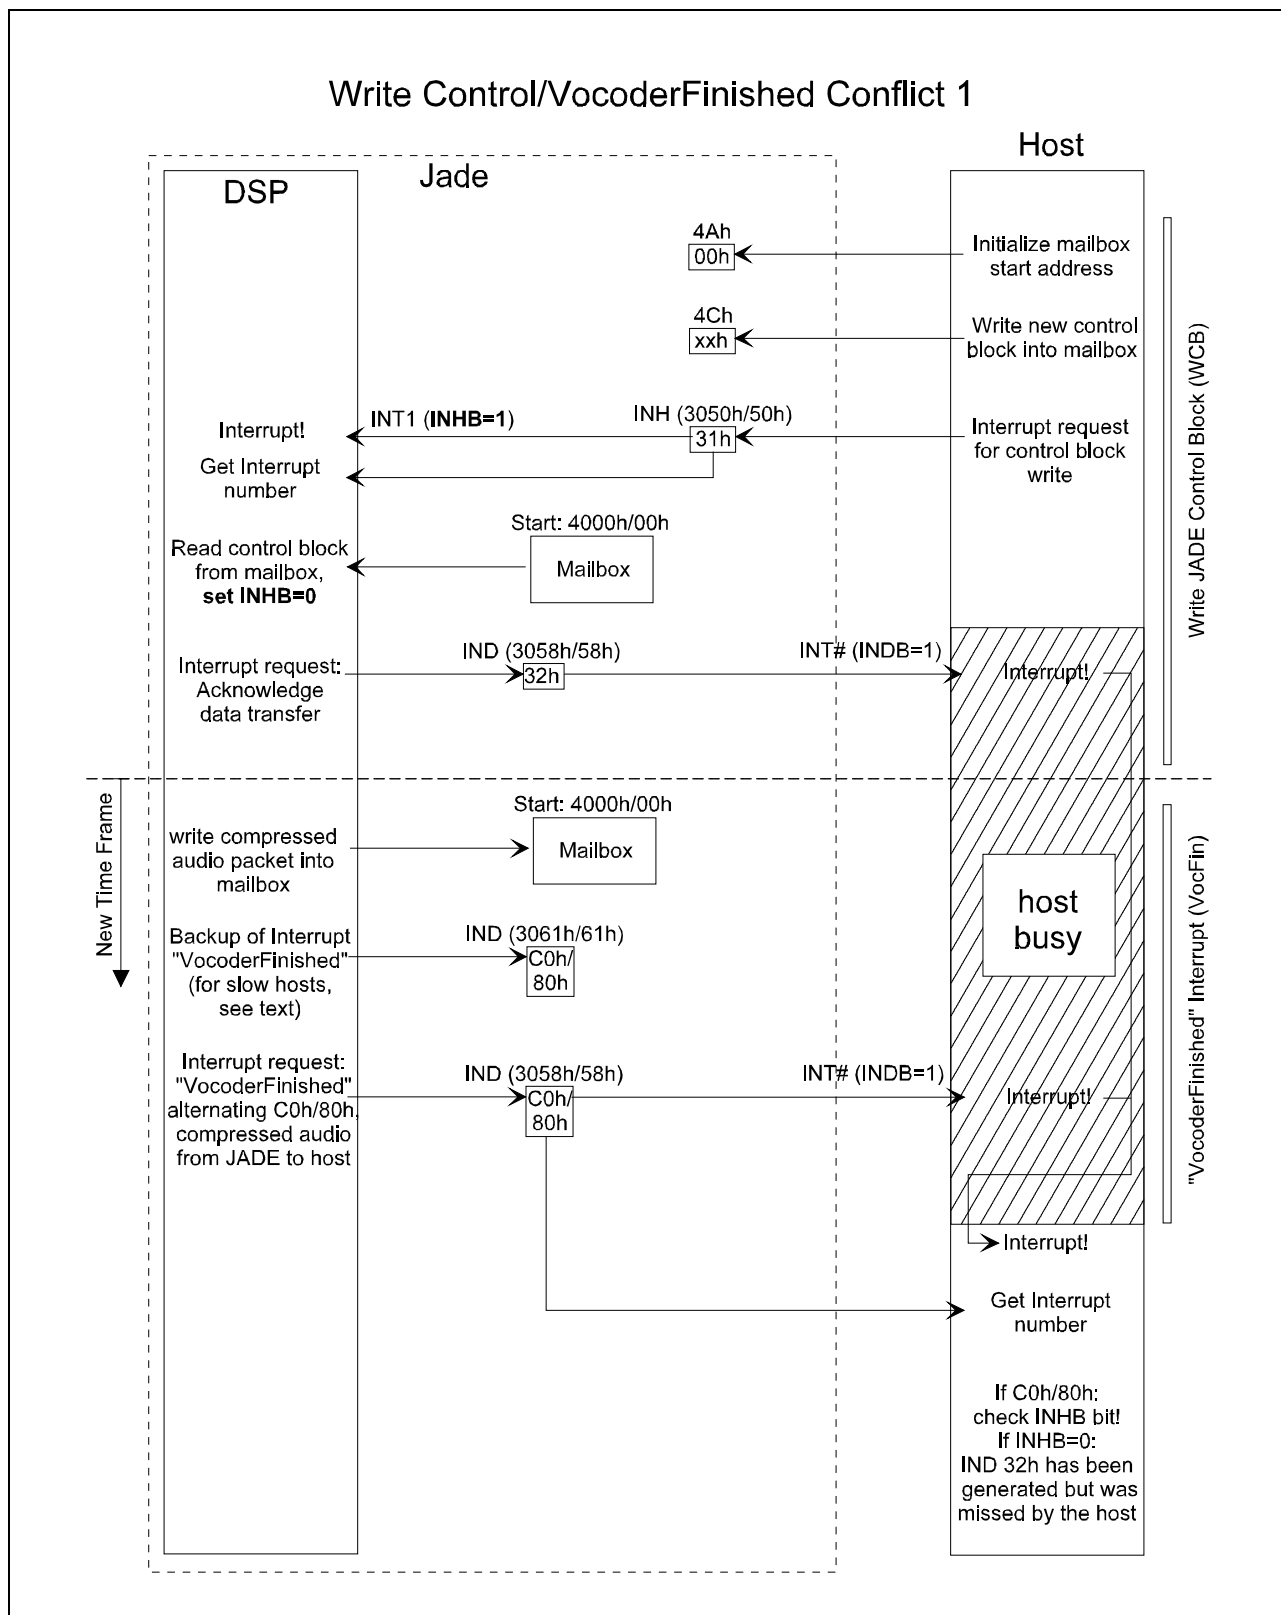 Write Control/VocoderFinished Conflict 1
Host
Jade
DSP
4Ah
00h
Initialize mailbox
start address
4Ch
xxh
Write new control
block into mailbox
INT1 (INHB=1)
INH (3050h/50h)
31h
Interrupt!
Interrupt request
for control block
write
Get Interrupt
number
Start: 4000h/00h
Mailbox
Read control block
from mailbox,
set INHB=0
Write JADE Control Block (WCB)
IND (3058h/58h)
32h
INT# (INDB=1)
Interrupt!
Interrupt request:
Acknowledge
data transfer
New Time Frame
Start: 4000h/00h
Mailbox
write compressed
audio packet into
mailbox
host
busy
Backup of Interrupt
"VocoderFinished"
(for slow hosts,
see text)
IND (3061h/61h)
C0h/
80h
"VocoderFinished" Interrupt (VocFin)
Interrupt request:
"VocoderFinished"
alternating C0h/80h,
compressed audio
from JADE to host
IND (3058h/58h)
C0h/
80h
INT# (INDB=1)
Interrupt!
Interrupt!
Get Interrupt
number
If C0h/80h:
check INHB bit!
If INHB=0:
IND 32h has been
generated but was
missed by the host